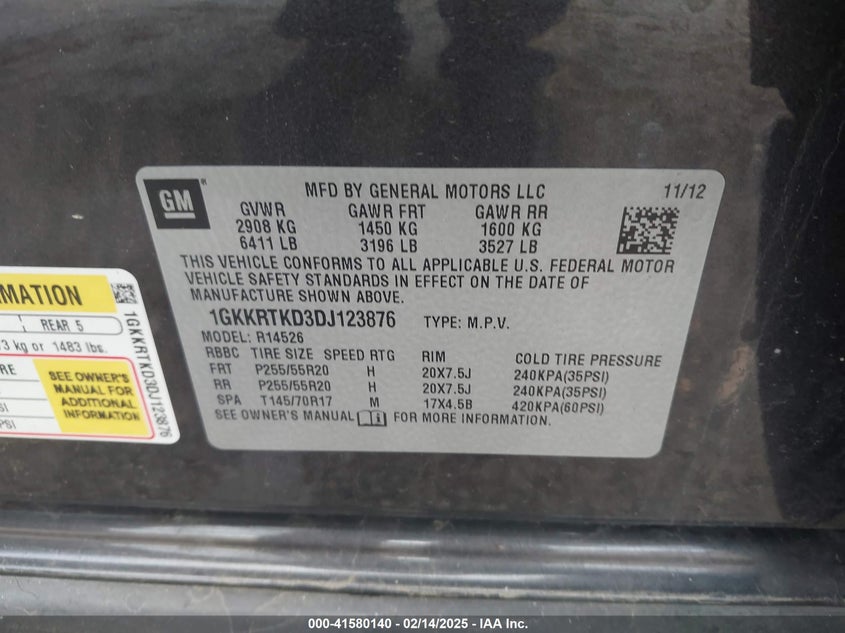 GM
MFD BY GENERAL MOTORS LLC 11/12
GVWR GAWR FRT GAWR RR
2908 KG 1450 KG 1600 KG
6411 LB 3196 LB 3527 LB
THIS VEHICLE CONFORMS TO ALL APPLICABLE U.S. FEDERAL MOTOR
VEHICLE SAFETY STANDARDS IN EFFECT ON THE DATE OF
MANUFACTURE SHOWN ABOVE.
1GKKRTKD3DJ123876 TYPE: M.P.V.
MODEL: R14526
RBBC TIRE SIZE SPEED RTG RIM COLD TIRE PRESSURE
FRT P255/55R20 H 20X7.5J 240KPA(35PSI)
RR P255/55R20 H 20X7.5J 240KPA(35PSI)
SPA T145/70R17 M 17X4.5B 420KPA(60PSI)
SEE OWNER'S MANUAL FOR MORE INFORMATION.
REAR 5
kg or 1483 lbs.
SEE OWNER'S
MANUAL FOR
ADDITIONAL
INFORMATION
PSI
1GKKRTKD3DJ123876
000-41580140 - 02/14/2025 - IAA Inc.